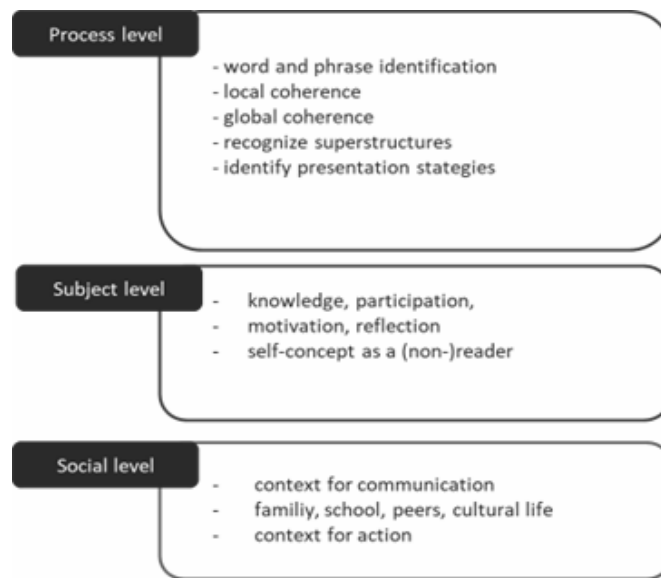 Process level
- word and phrase identification
- local coherence
- global coherence
- recognize superstructures
- identify presentation stategies
Subject level
- knowledge, participation,
- motivation, reflection
- self-concept as a (non-)reader
Social level
- context for communication
- familiy, school, peers, cultural life
- context for action